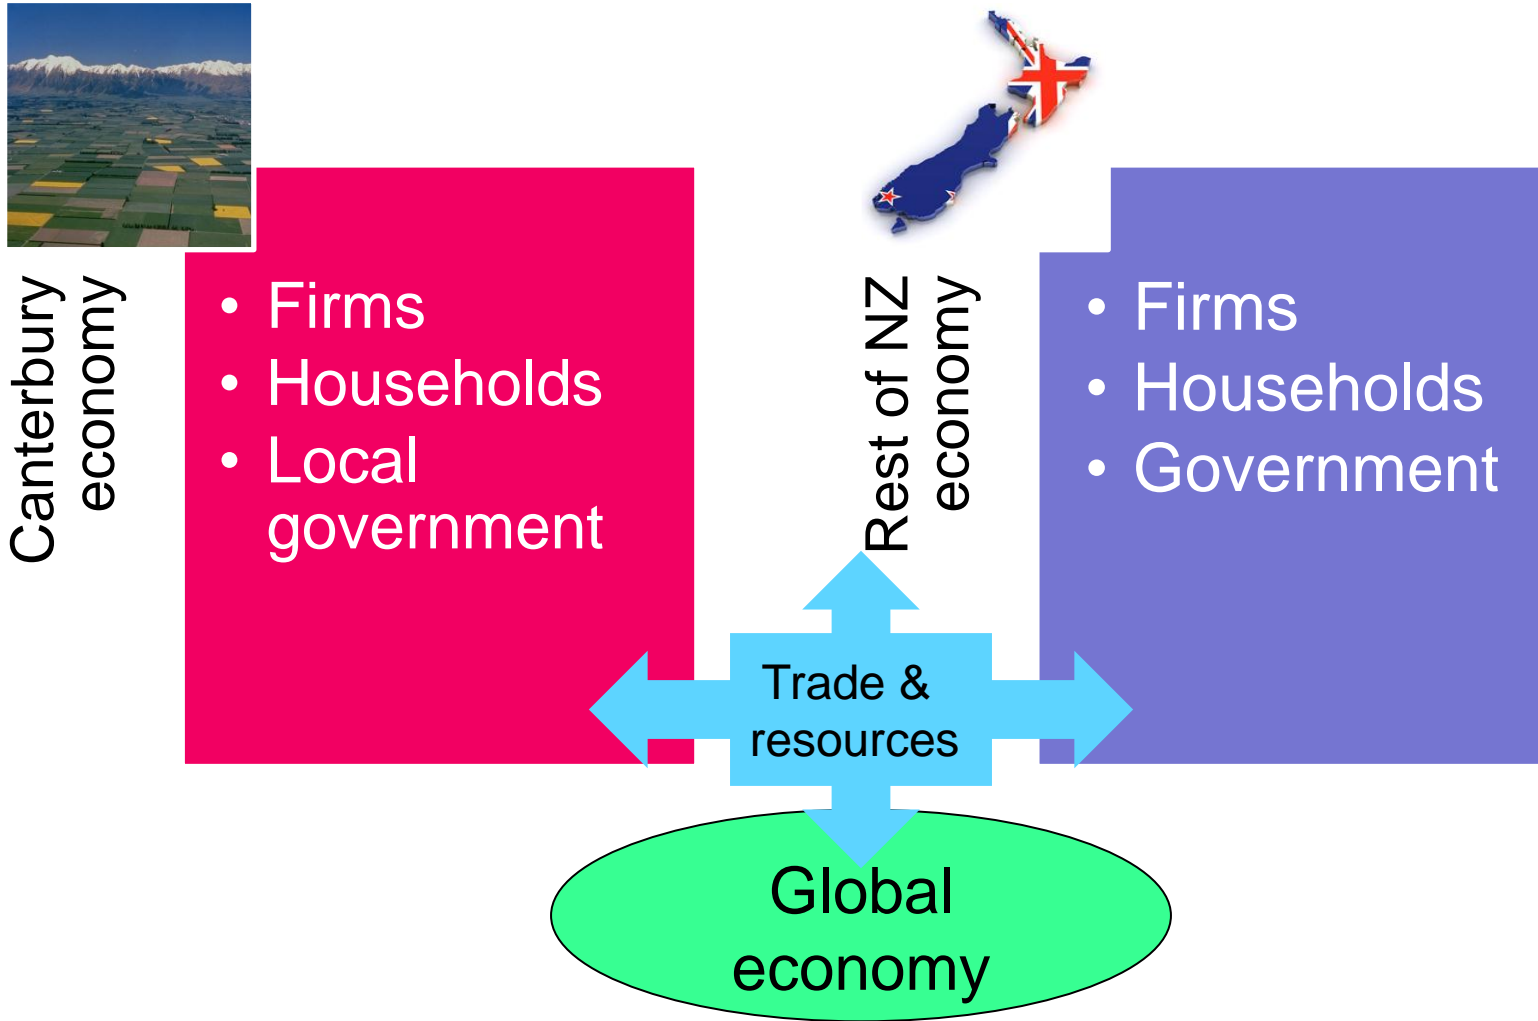 Canterbury
economy
• Firms
• Households
• Local
government
Rest of NZ
economy
• Firms
• Households
• Government
Trade &
resources
Global
economy